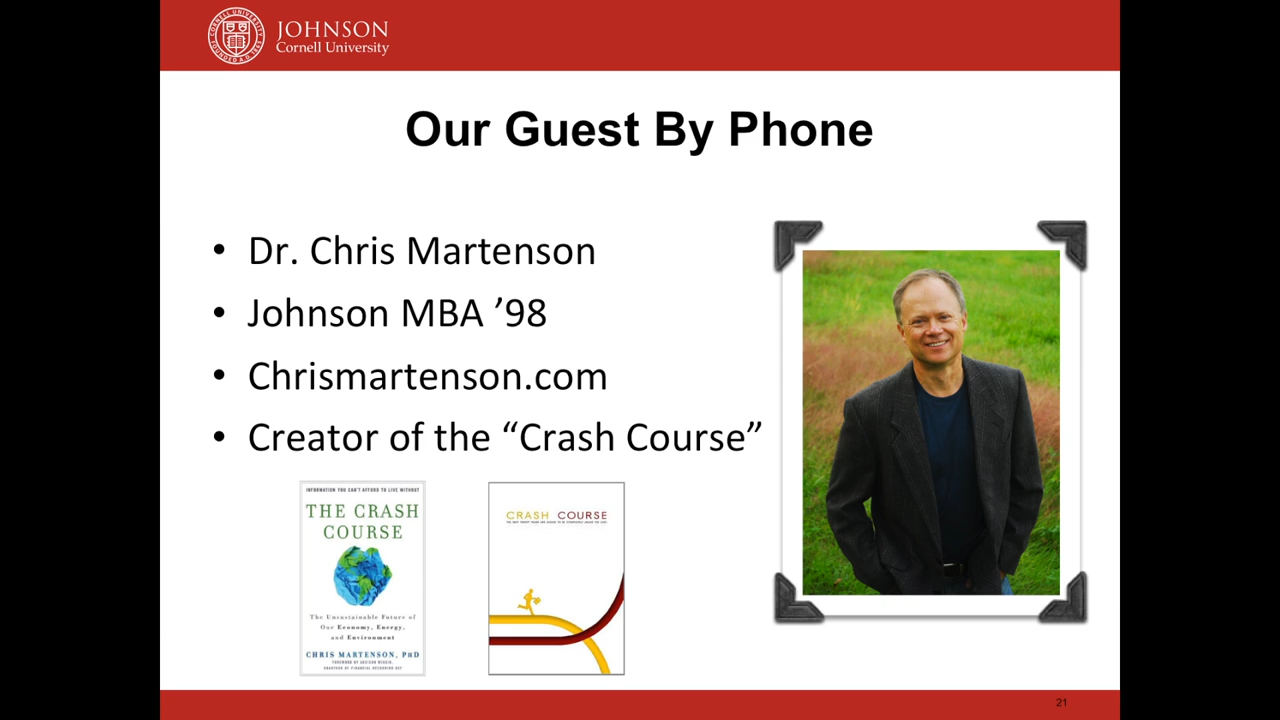 JOHNSON
Cornell University
Our Guest By Phone
• Dr. Chris Martenson
• Johnson MBA ’98
• Chrismartenson.com
• Creator of the “Crash Course”
INFORMATION YOU CAN'T AFFORD TO LIVE WITHOUT
THE CRASH
COURSE
The Unsustainable Future of
Our Economy, Energy,
and Environment
CHRIS MARTENSON, PHD
CRASH COURSE
21